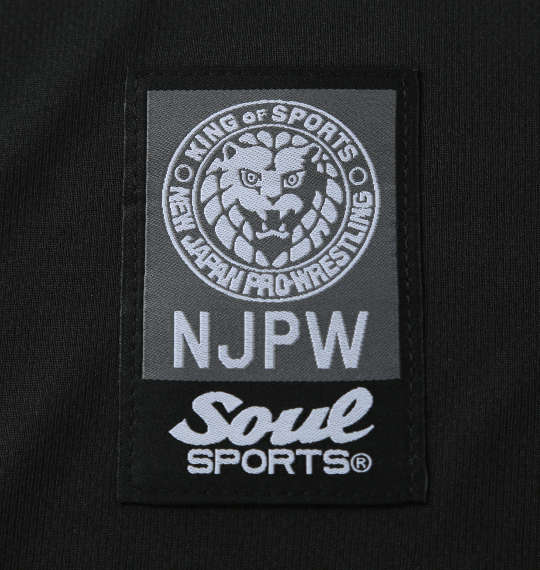 KING OF SPORTS
NEW JAPAN PRO-WRESTLING
NJPW
Soul
SPORTS®